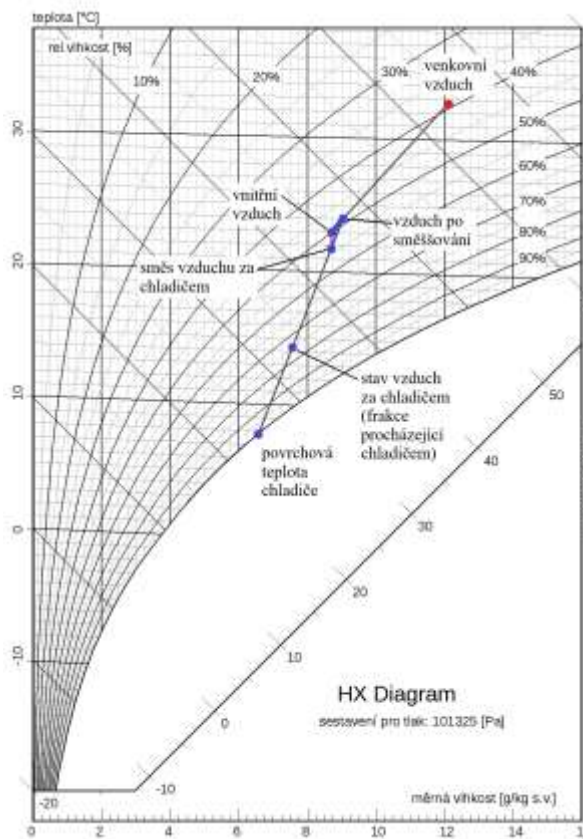 teplota [°C]
rel.vlhkost [%]
10%
20%
30%
40%
50%
60%
70%
80%
90%
venkovní
vzduch
vnitřní
vzduch
vzduch po
směššování
směs vzduchu za
chladičem
stav vzduch
za chladičem
(frakce
procházející
chladičem)
povrchová
teplota
chladiče
30
20
10
0
-10
-20
50
40
30
20
10
0
-10
HX Diagram
sestavení pro tlak: 101325 [Pa]
měrná vlhkost [g/kg s.v.]
0 2 4 6 8 10 12 14